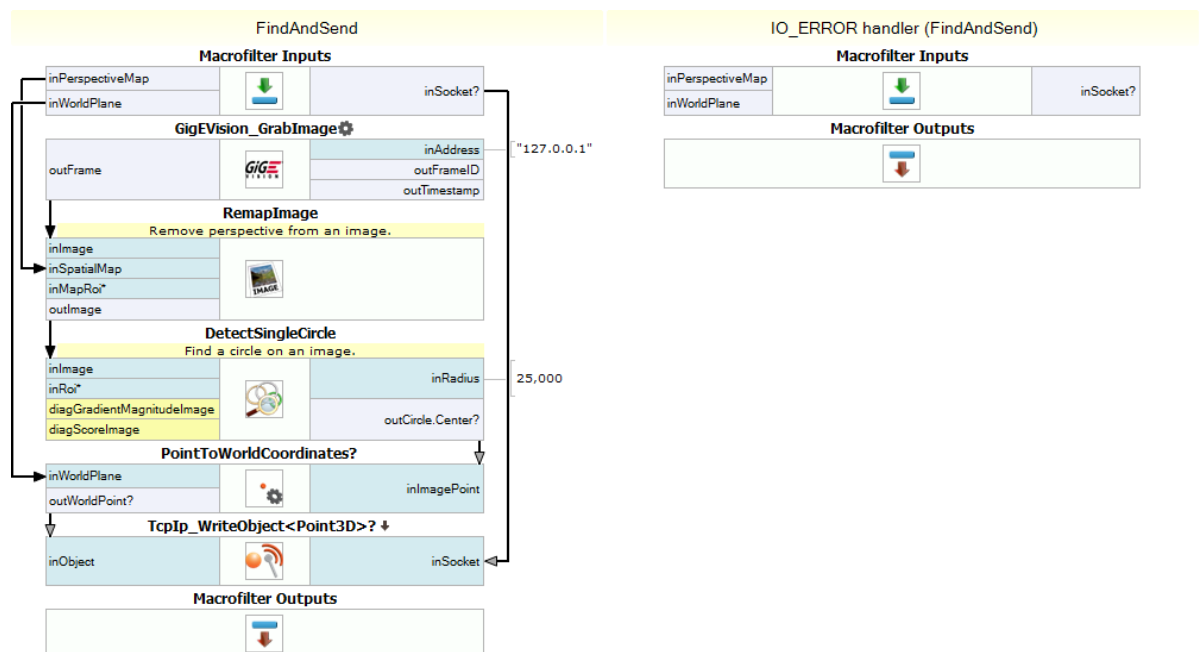 FindAndSend
Macrofilter Inputs
inPerspectiveMap
inWorldPlane
inSocket?
GigEVision_GrabImage
outFrame
GIGE
VISION
inAddress
"127.0.0.1"
outFrameID
outTimestamp
RemapImage
Remove perspective from an image.
inImage
inSpatialMap
inMapRoi*
outImage
IMAGE
DetectSingleCircle
Find a circle on an image.
inImage
inRoi*
diagGradientMagnitudeImage
diagScoreImage
inRadius
25,000
outCircle.Center?
PointToWorldCoordinates?
inWorldPlane
outWorldPoint?
inImagePoint
TcpIp_WriteObject<Point3D>?
inObject
inSocket
Macrofilter Outputs
IO_ERROR handler (FindAndSend)
Macrofilter Inputs
inPerspectiveMap
inWorldPlane
inSocket?
Macrofilter Outputs